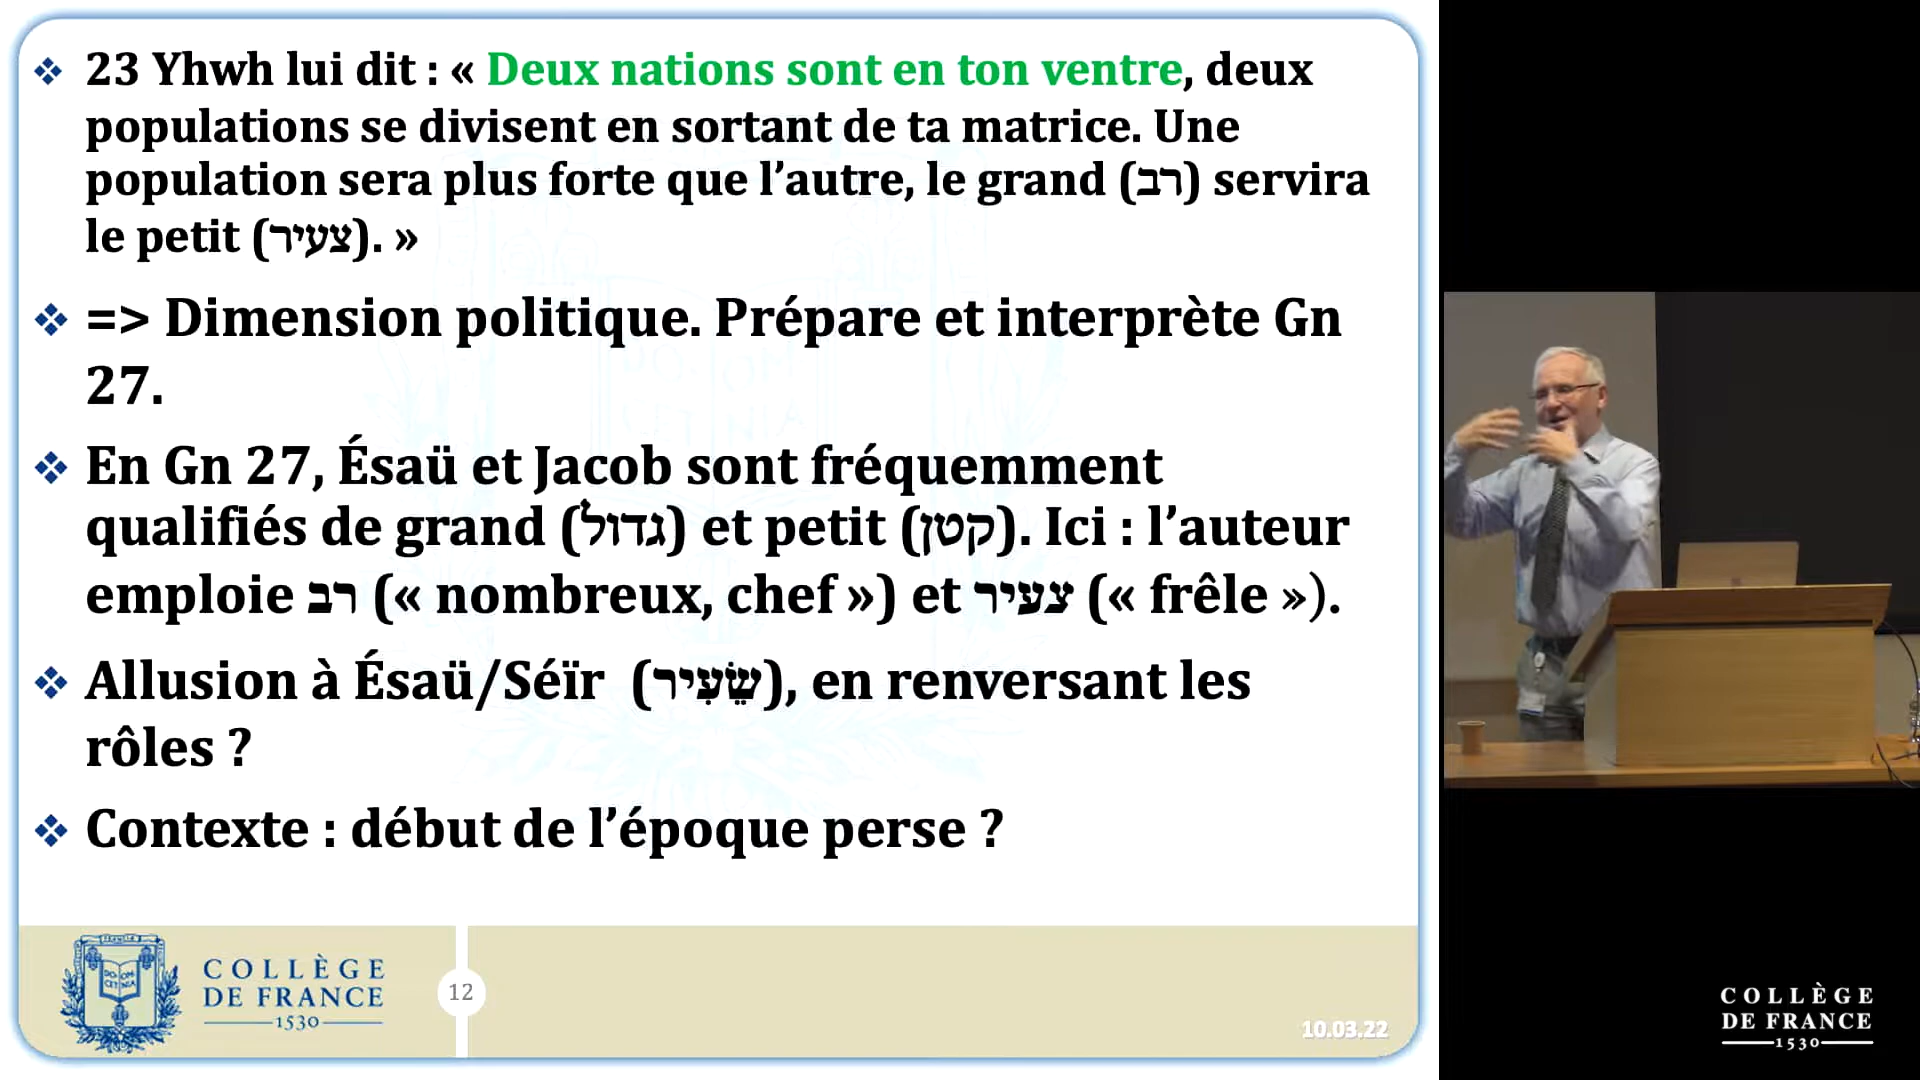 23 Yhwh lui dit : « Deux nations sont en ton ventre, deux
populations se divisent en sortant de ta matrice. Une
population sera plus forte que l’autre, le grand (רב) servira
le petit (צעיר). »
=> Dimension politique. Prépare et interprète Gn
27.
En Gn 27, Ésaü et Jacob sont fréquemment
qualifiés de grand (גדול) et petit (קטן). Ici : l’auteur
emploie רב (« nombreux, chef ») et צעיר (« frêle »).
Allusion à Ésaü/Séïr (שֵׂעִיר), en renversant les
rôles ?
Contexte : début de l’époque perse ?
COLLÈGE
DE FRANCE
1530
12
10.03.22
COLLÈGE
DE FRANCE
1530